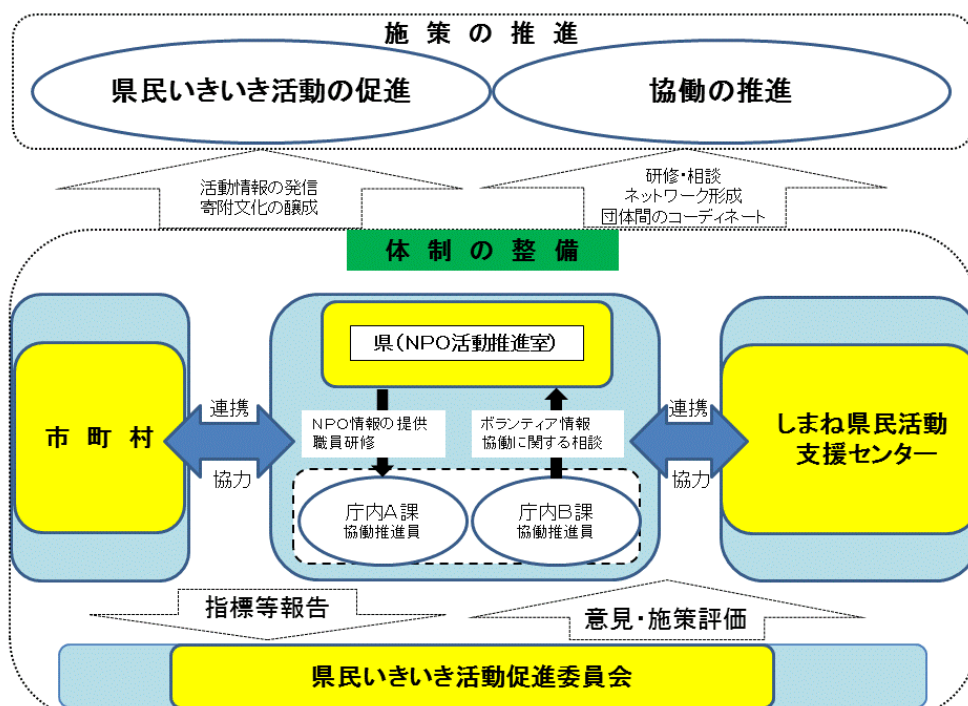 施策の推進
県民いきいき活動の促進
協働の推進
活動情報の発信
寄附文化の醸成
研修・相談
ネットワーク形成
団体間のコーディネート
体制の整備
県(NPO活動推進室)
市町村
連携
協力
NPO情報の提供
職員研修
ボランティア情報
協働に関する相談
連携
協力
しまね県民活動
支援センター
庁内A課
協働推進員
庁内B課
協働推進員
指標等報告
意見・施策評価
県民いきいき活動促進委員会